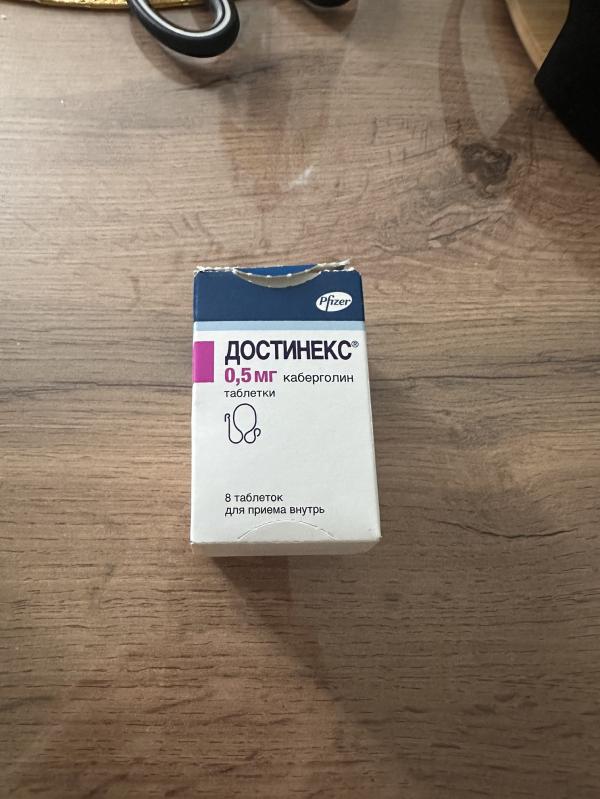 Pfizer
ДОСТИНЕКС®
0,5 мг каберголин
таблетки
8 таблеток
для приема внутрь